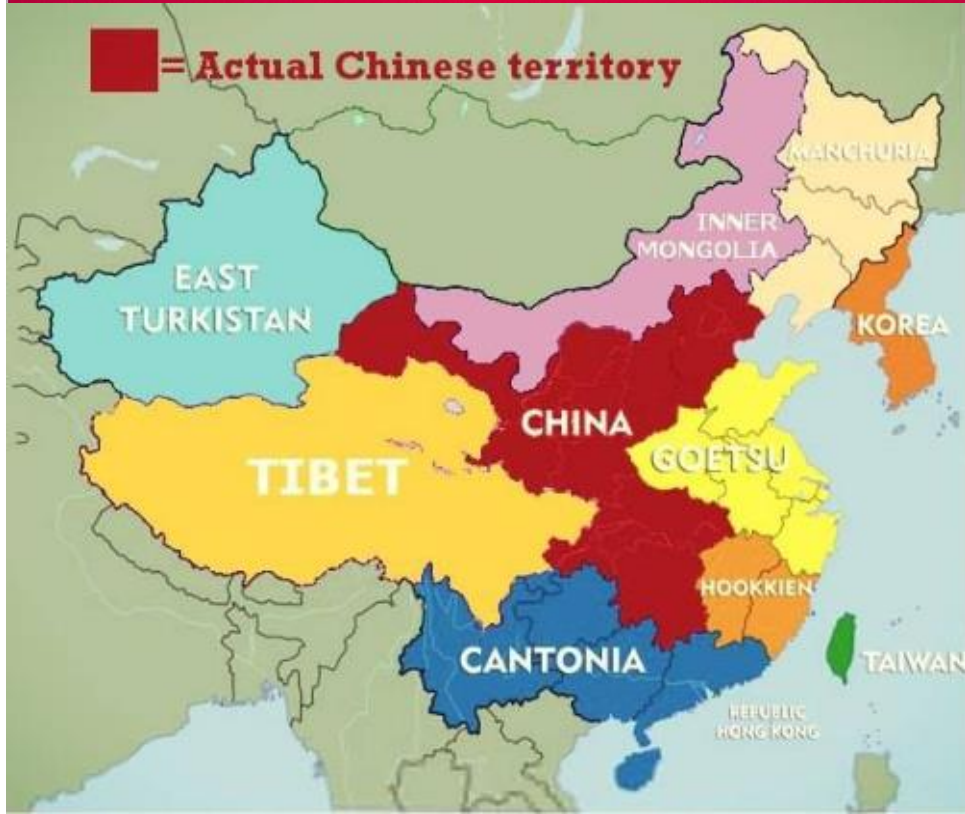 = Actual Chinese territory
MANCHURIA
INNER
MONGOLIA
EAST
TURKISTAN
KOREA
CHINA
GOETSU
TIBET
HOOKKIEN
CANTONIA
TAIWAN
REPUBLIC
HONG KONG